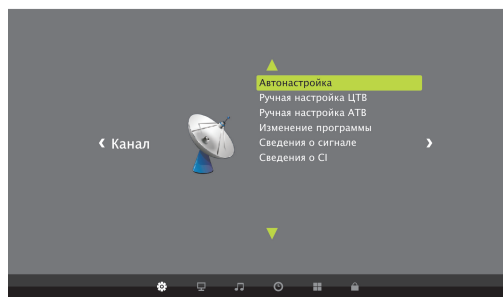 Канал
Автонастройка
Ручная настройка ЦТВ
Ручная настройка АТВ
Изменение программы
Сведения о сигнале
Сведения о CI